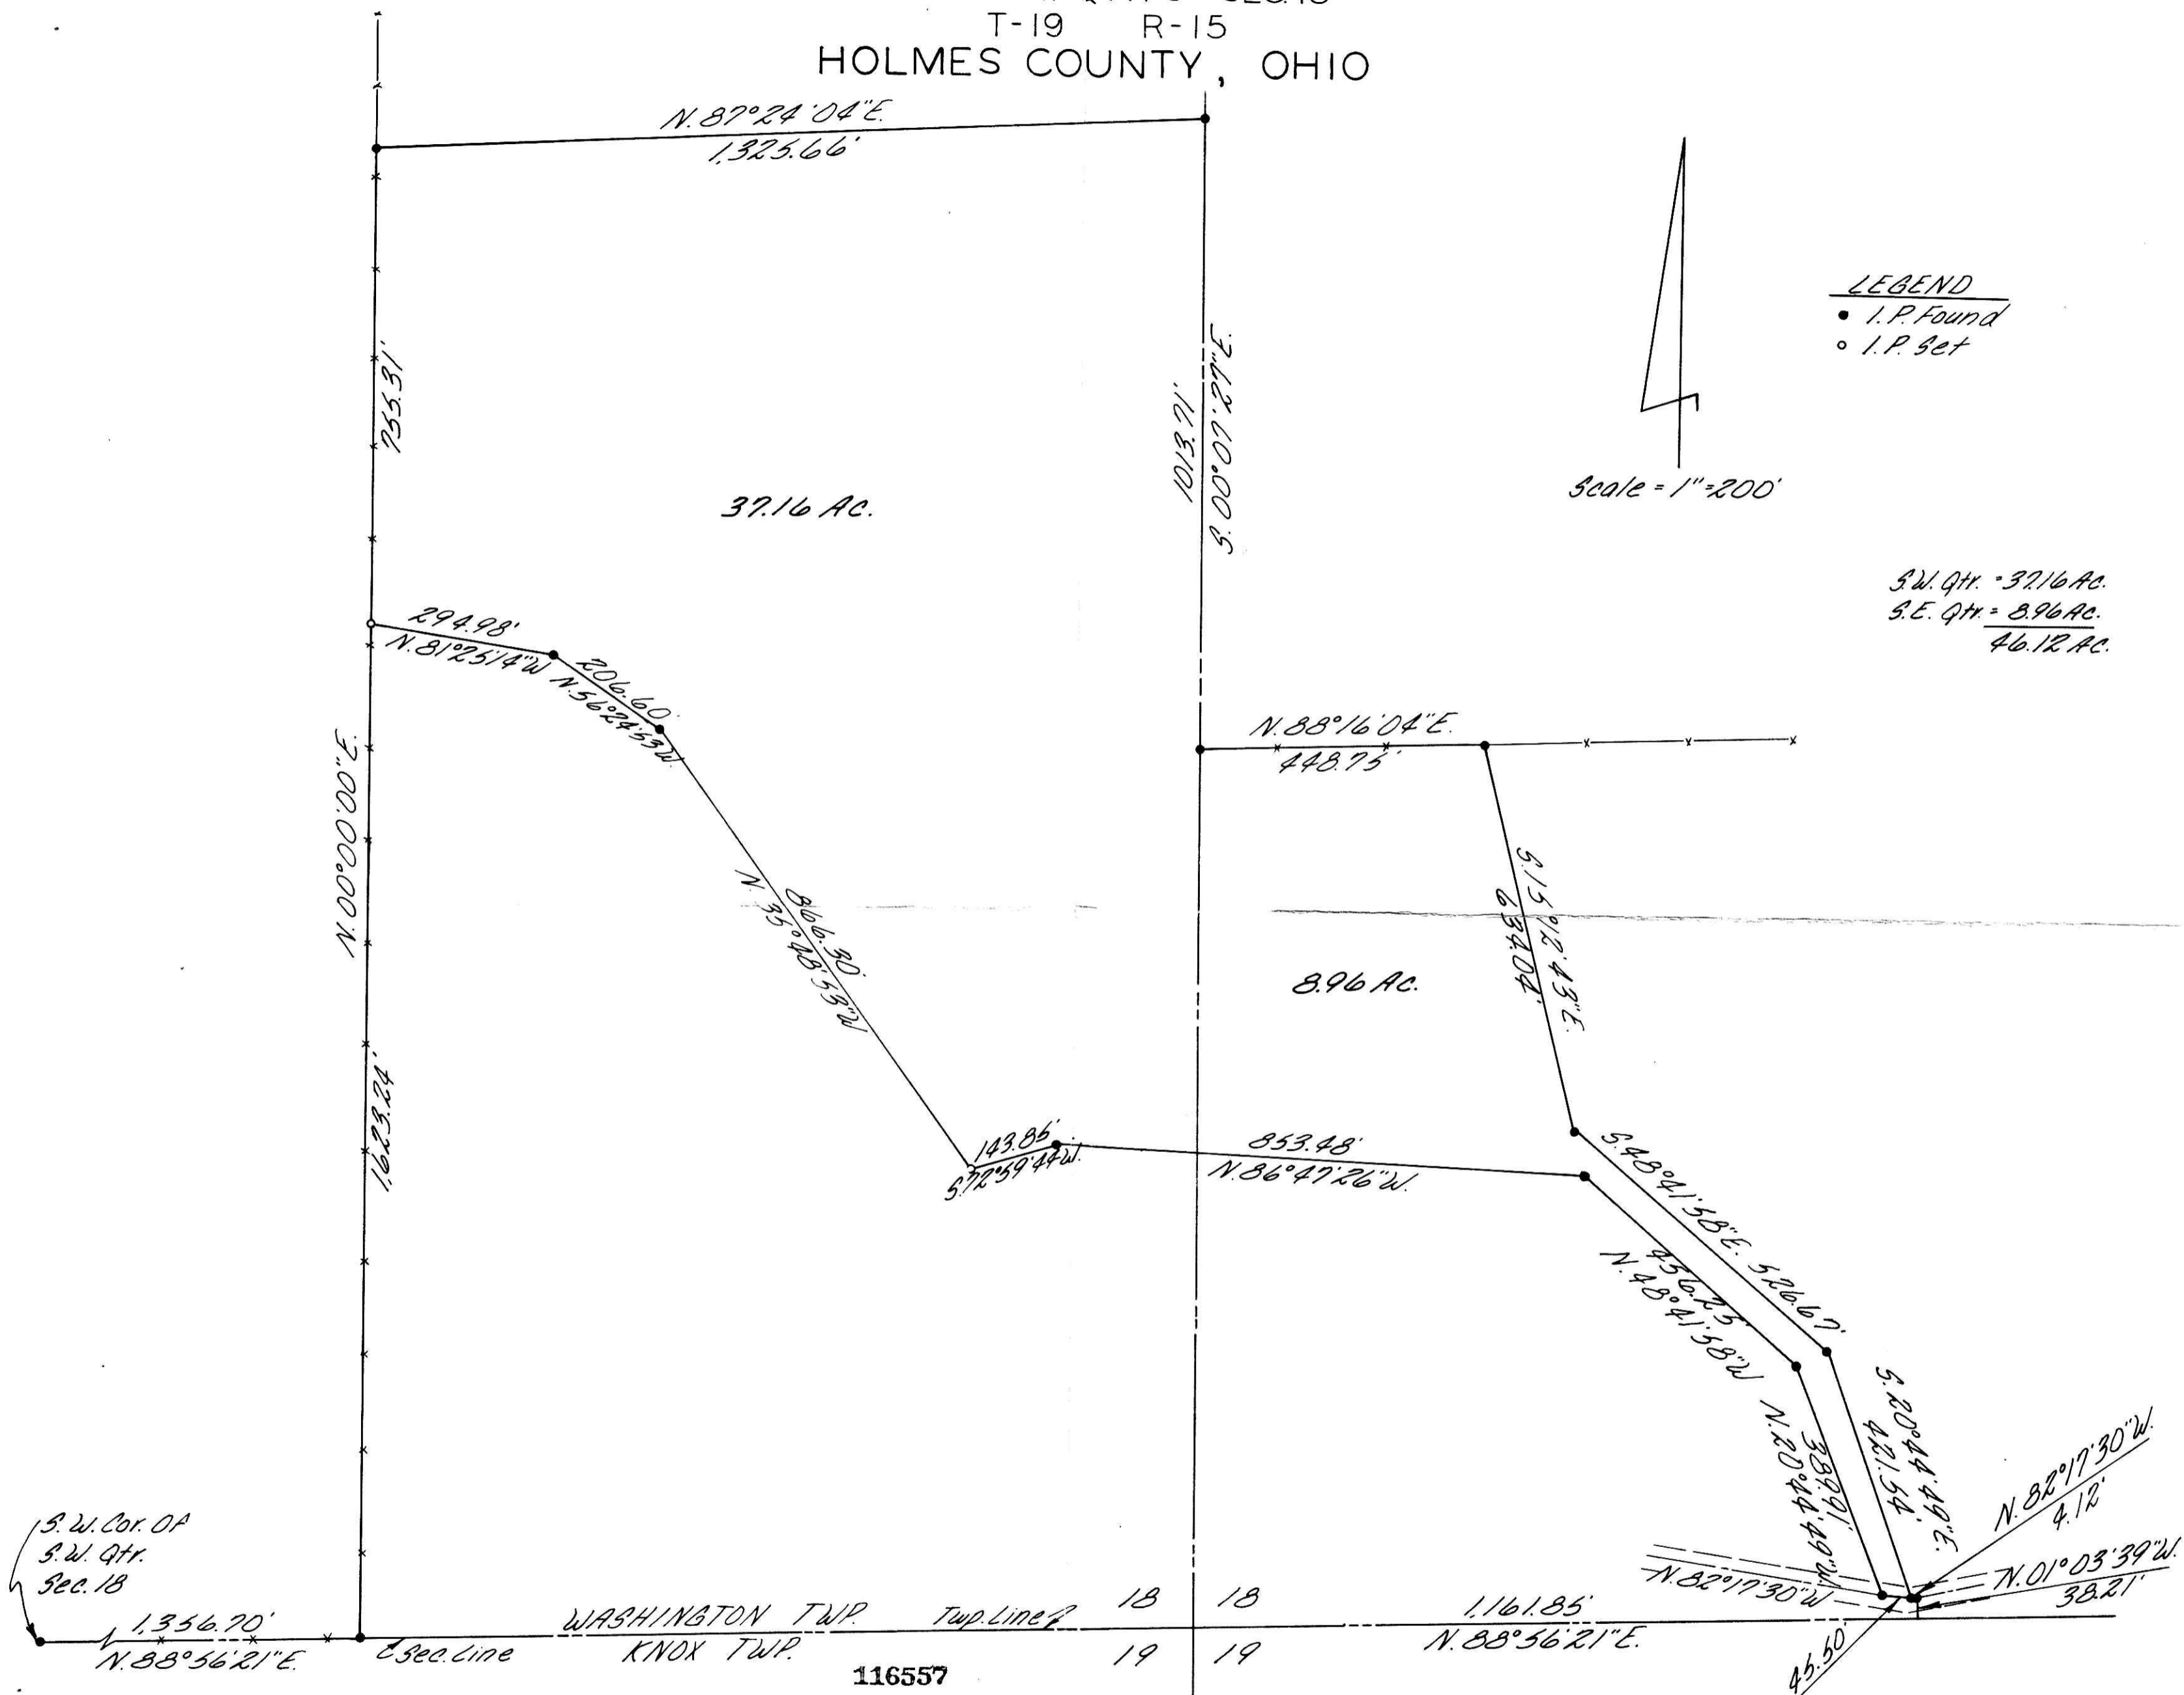 T-19 R-15
HOLMES COUNTY, OHIO
N. 87°24'04"E.
1,325.66'
LEGEND
• I.P. Found
○ I.P. Set
755.31'
1013.71'
S. 00°07'22"E.
Scale = 1"=200'
37.16 AC.
S.W. Qtr. = 37.16 AC.
S.E. Qtr. = 8.96 AC.
46.12 AC.
294.98'
N. 81°25'14"W
206.60'
N. 56°24'53W.
N. 88°16'04"E.
448.75'
N. 00°00'00"E.
866.30'
N. 35°48'53"W
S. 15°12'43"E.
634.04'
8.96 AC.
1,623.24'
143.85'
S. 72°59'44W.
853.48'
N. 86°47'26"W.
S. 48°41'58"E. 526.67'
456.25'
N. 48°41'58"W
S. 20°44'49"E.
421.54'
389.91'
N. 20°44'49"W.
N. 82°17'30"W.
4.12'
N. 01°03'39"W.
38.21'
N. 82°17'30"W
45.50'
S. W. Cor. Of
S. W. Qtr.
Sec. 18
1,356.70'
N. 88°56'21"E.
Sec. Line
WASHINGTON TWP. Twp. Line
KNOX TWP.
18 18
19 19
1,161.85'
N. 88°56'21"E.
116557